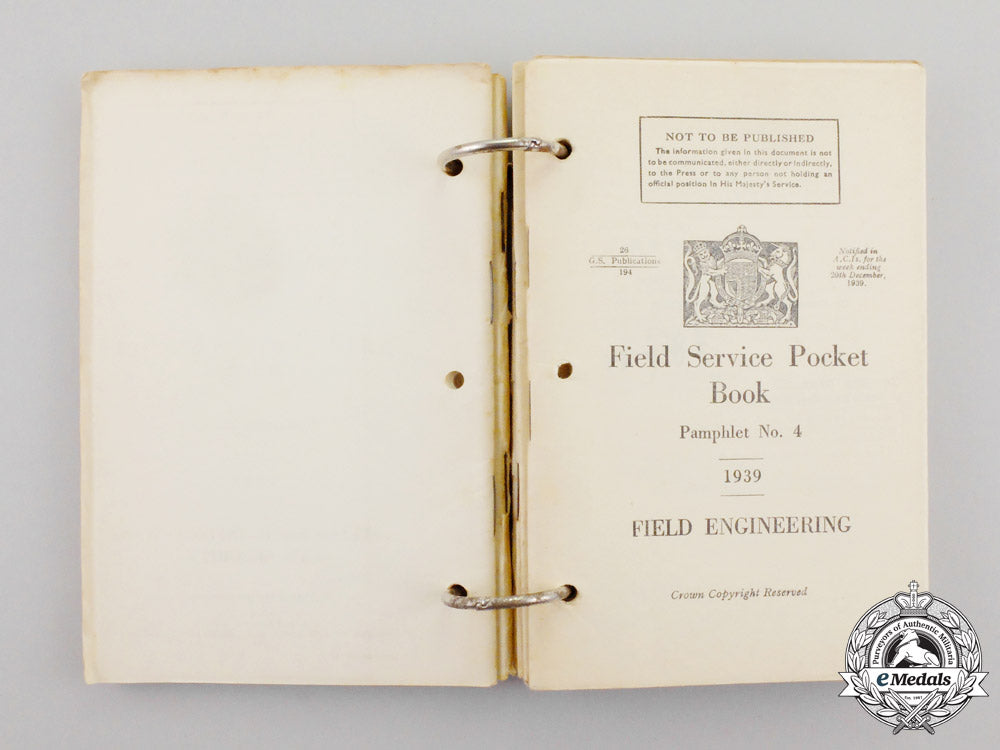 NOT TO BE PUBLISHED
The information given in this document is not
to be communicated, either directly or indirectly,
to the Press or to any person not holding an
official position in His Majesty's Service.
26
G.S. Publications
194
Notified in
A.C.Is. for the
week ending
20th December,
1939.
Field Service Pocket
Book
Pamphlet No. 4
1939
FIELD ENGINEERING
Crown Copyright Reserved
Purveyors of Authentic Militaria
eMedals
Est. 1967